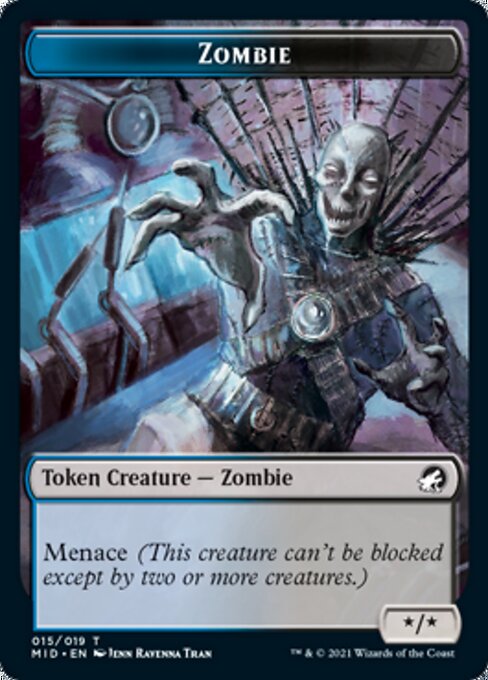 Zombie
Token Creature — Zombie
Menace (This creature can't be blocked
except by two or more creatures.)
*/*
015/019 T
MID • EN Jenn Ravenna Tran
™ & © 2021 Wizards of the Coast